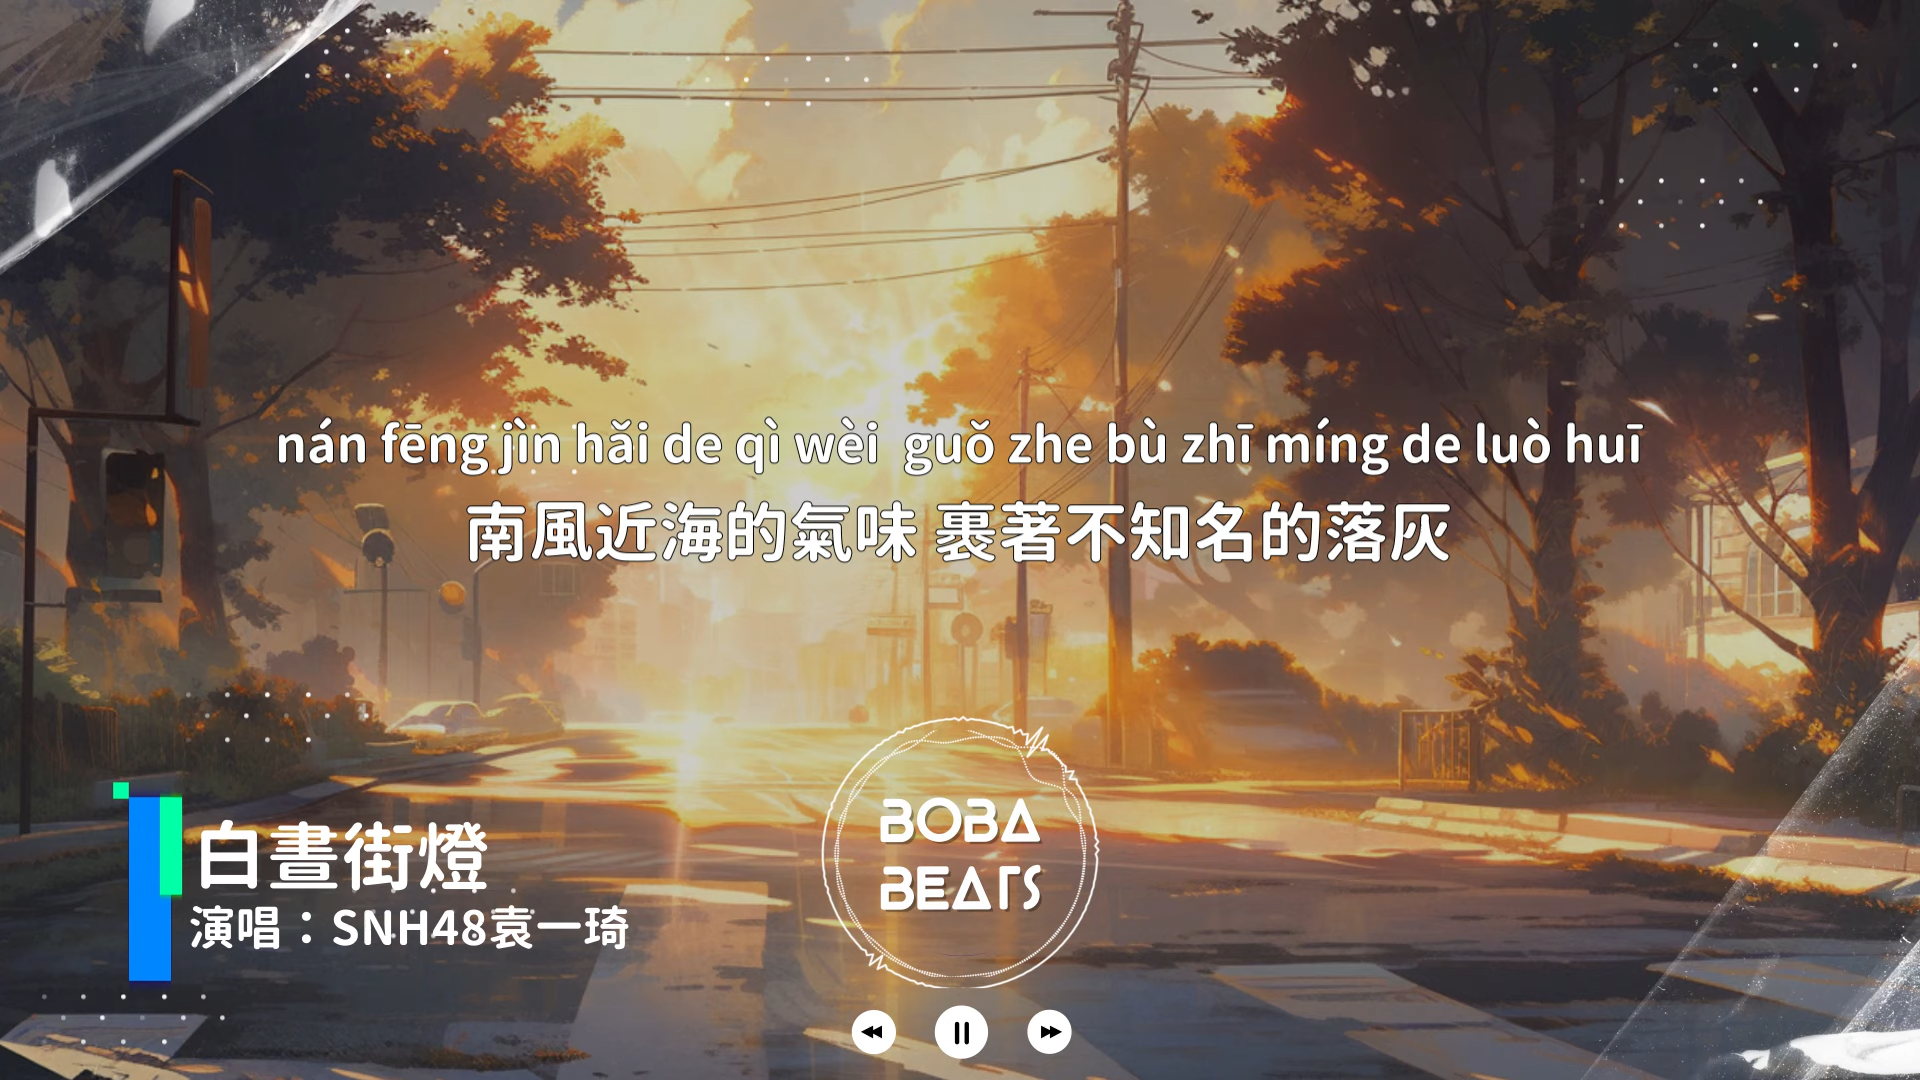 nán fēng jìn hǎi de qì wèi  guǒ zhe bù zhī míng de luò huī
南風近海的氣味 裹著不知名的落灰
BOBA
BEATS
白晝街燈
演唱：SNH48袁一琦